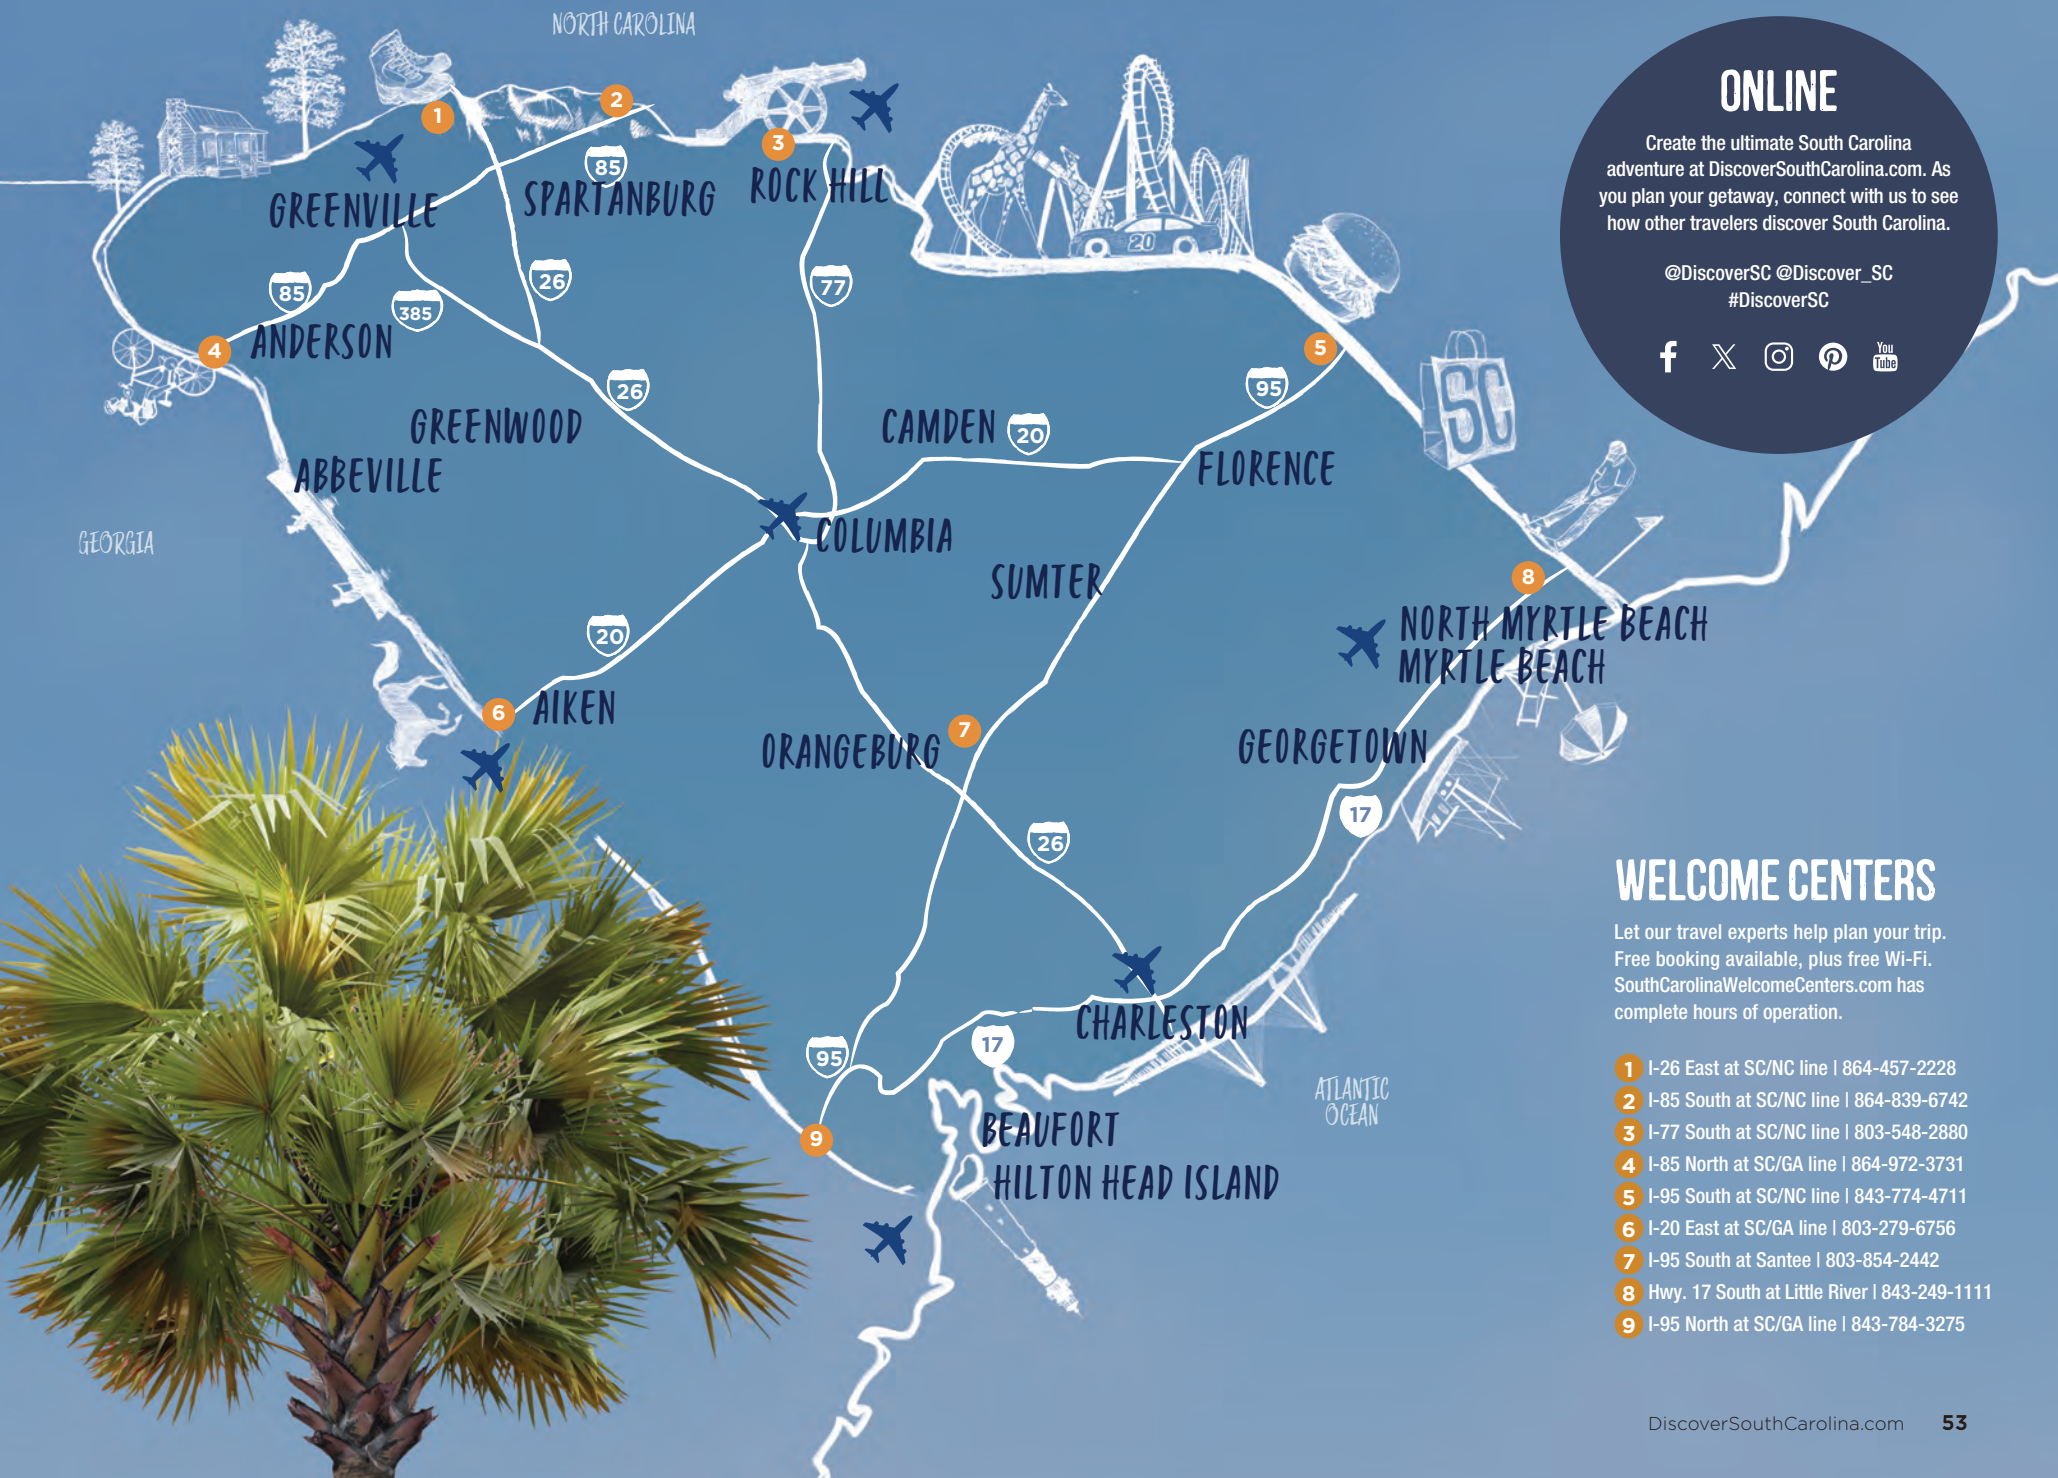 NORTH CAROLINA
1
2
3
85
GREENVILLE
SPARTANBURG
ROCK HILL
20
85
385
26
77
4
ANDERSON
5
26
95
SC
GREENWOOD
CAMDEN
20
ABBEVILLE
FLORENCE
GEORGIA
COLUMBIA
SUMTER
8
20
NORTH MYRTLE BEACH
MYRTLE BEACH
6
AIKEN
7
ORANGEBURG
GEORGETOWN
17
26
CHARLESTON
17
95
ATLANTIC
OCEAN
BEAUFORT
9
HILTON HEAD ISLAND
ONLINE
Create the ultimate South Carolina
adventure at DiscoverSouthCarolina.com. As
you plan your getaway, connect with us to see
how other travelers discover South Carolina.
@DiscoverSC @Discover_SC
#DiscoverSC
You
Tube
WELCOME CENTERS
Let our travel experts help plan your trip.
Free booking available, plus free Wi-Fi.
SouthCarolinaWelcomeCenters.com has
complete hours of operation.
1 I-26 East at SC/NC line | 864-457-2228
2 I-85 South at SC/NC line | 864-839-6742
3 I-77 South at SC/NC line | 803-548-2880
4 I-85 North at SC/GA line | 864-972-3731
5 I-95 South at SC/NC line | 843-774-4711
6 I-20 East at SC/GA line | 803-279-6756
7 I-95 South at Santee | 803-854-2442
8 Hwy. 17 South at Little River | 843-249-1111
9 I-95 North at SC/GA line | 843-784-3275
DiscoverSouthCarolina.com 53